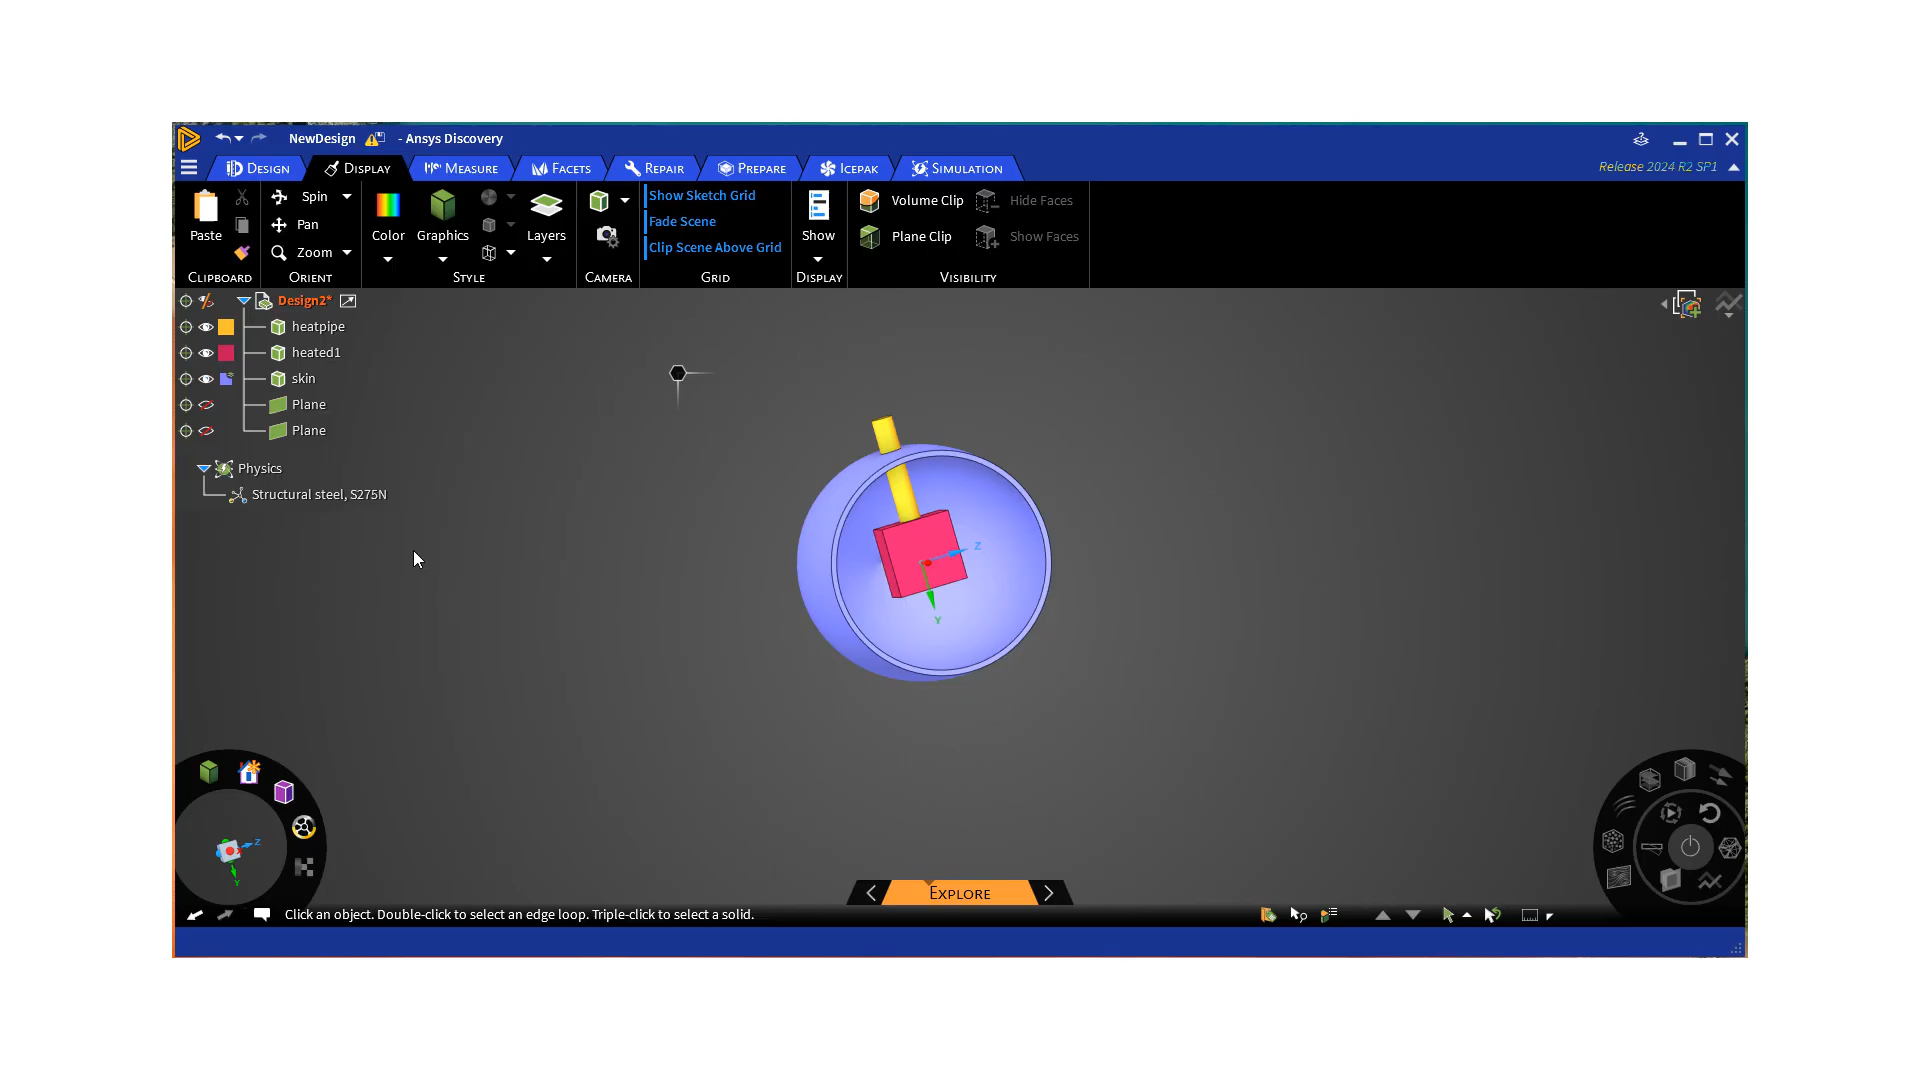 NewDesign - Ansys Discovery
DESIGN DISPLAY MEASURE FACETS REPAIR PREPARE ICEPAK SIMULATION
Release 2024 R2 SP1
Paste
CLIPBOARD
Spin
Pan
Zoom
ORIENT
Color
Graphics
Layers
STYLE
CAMERA
Show Sketch Grid
Fade Scene
Clip Scene Above Grid
GRID
Show
DISPLAY
Volume Clip
Hide Faces
Plane Clip
Show Faces
VISIBILITY
Design2*
heatpipe
heated1
skin
Plane
Plane
Physics
Structural steel, S275N
Z
Y
Z
Y
EXPLORE
Click an object. Double-click to select an edge loop. Triple-click to select a solid.